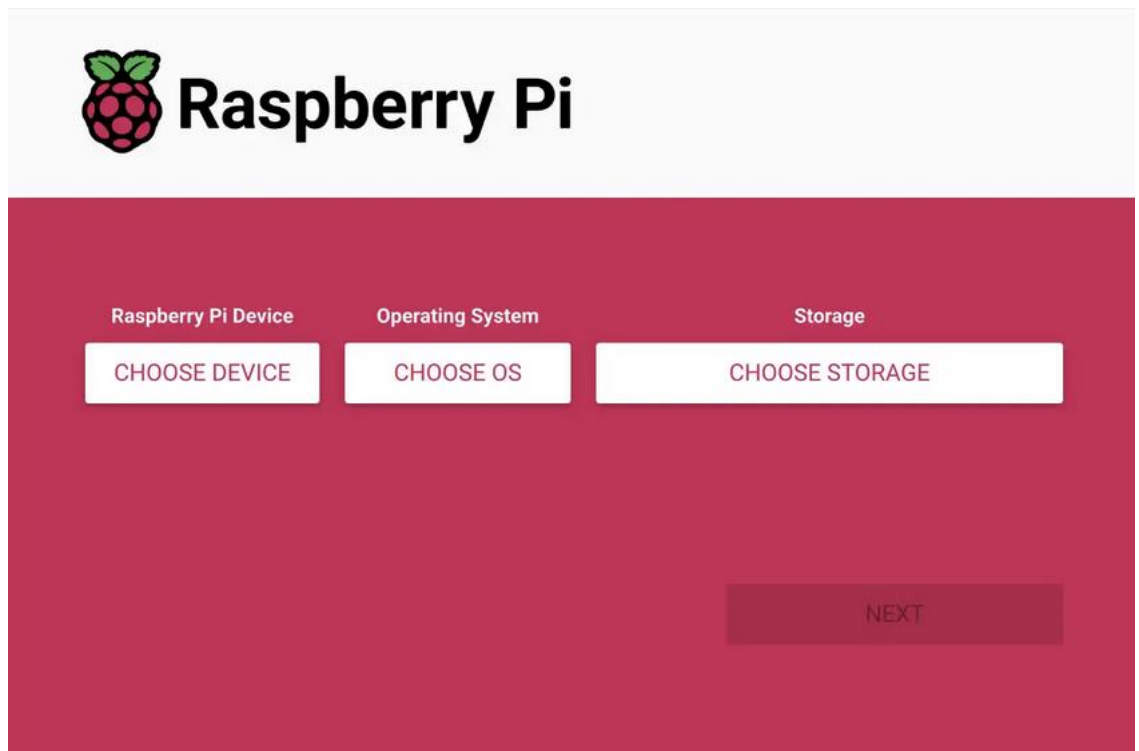 Raspberry Pi
Raspberry Pi Device Operating System Storage
CHOOSE DEVICE CHOOSE OS CHOOSE STORAGE
NEXT